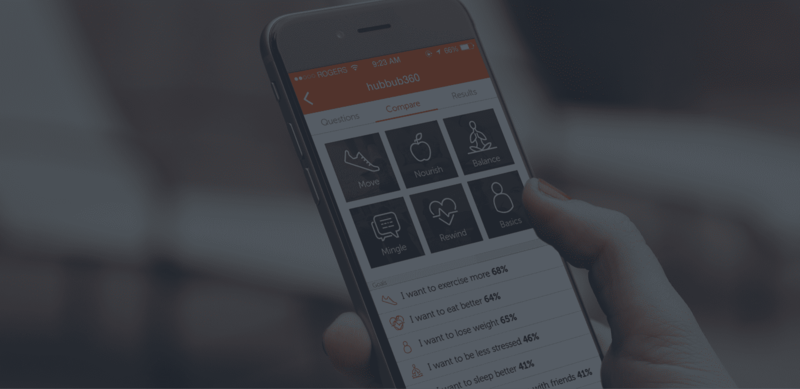 ROGERS 9:23 AM 66%
hubbub360
Questions Compare Results
Move Nourish Balance
Mingle Rewind Basics
I want to exercise more 68%
I want to eat better 64%
I want to lose weight 65%
I want to be less stressed 46%
I want to sleep better 41%
with friends 41%